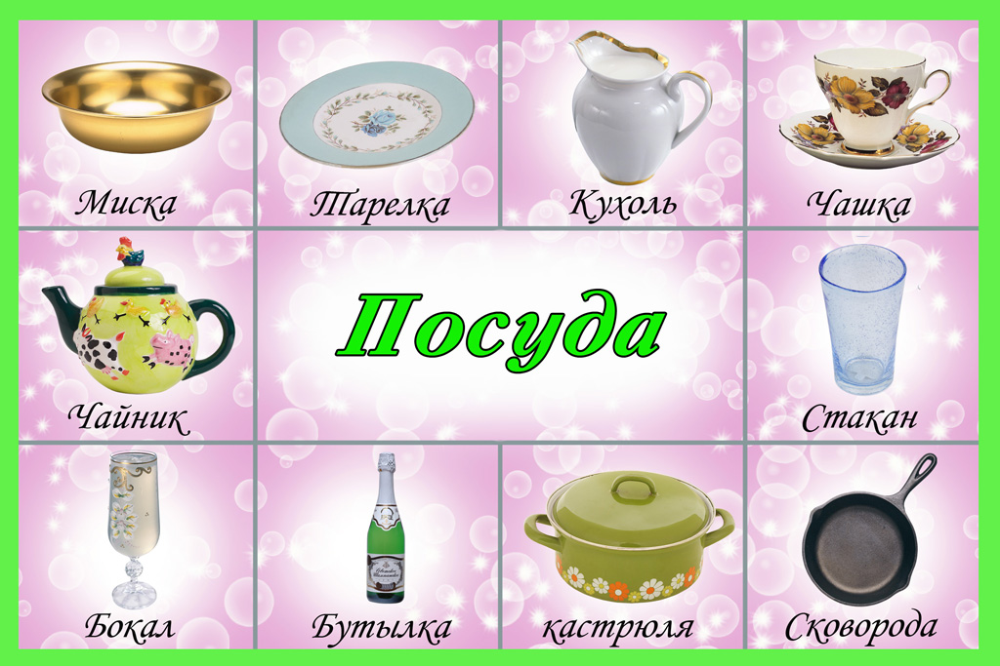 Миска
Тарелка
Кухоль
Чашка
Посуда
Чайник
Стакан
Бокал
Бутылка
кастрюля
Сковорода